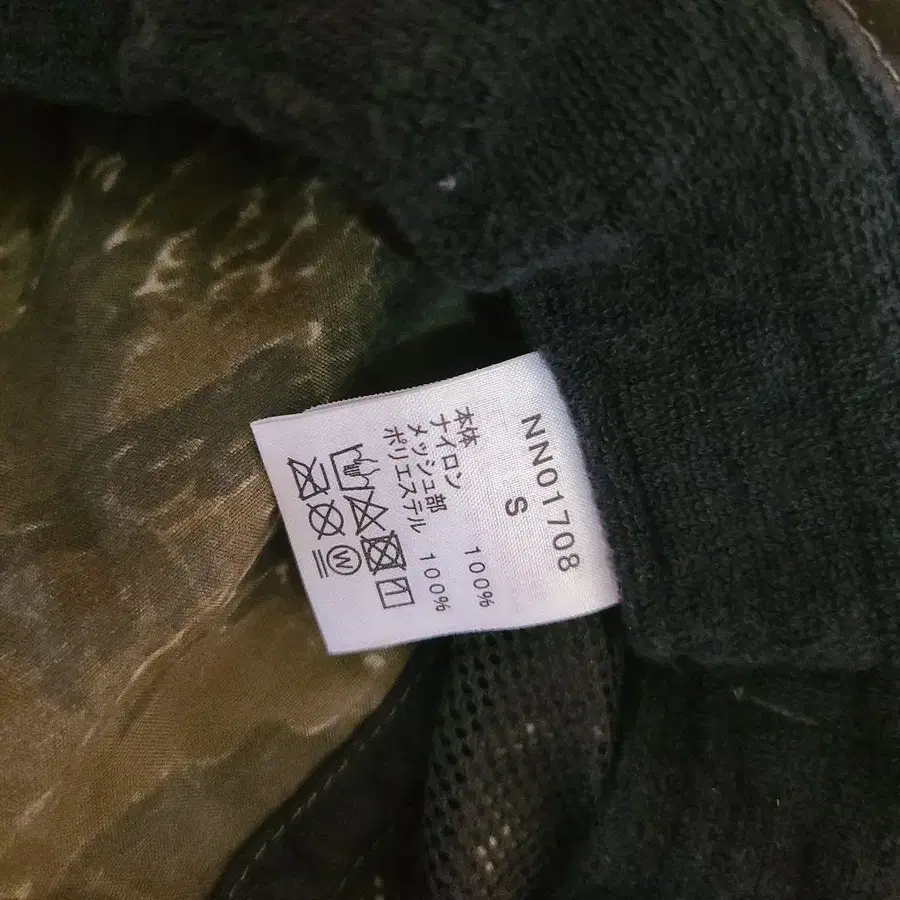 NN01708
S
本体
ナイロン 100%
メッシュ部
ポリエステル 100%
W